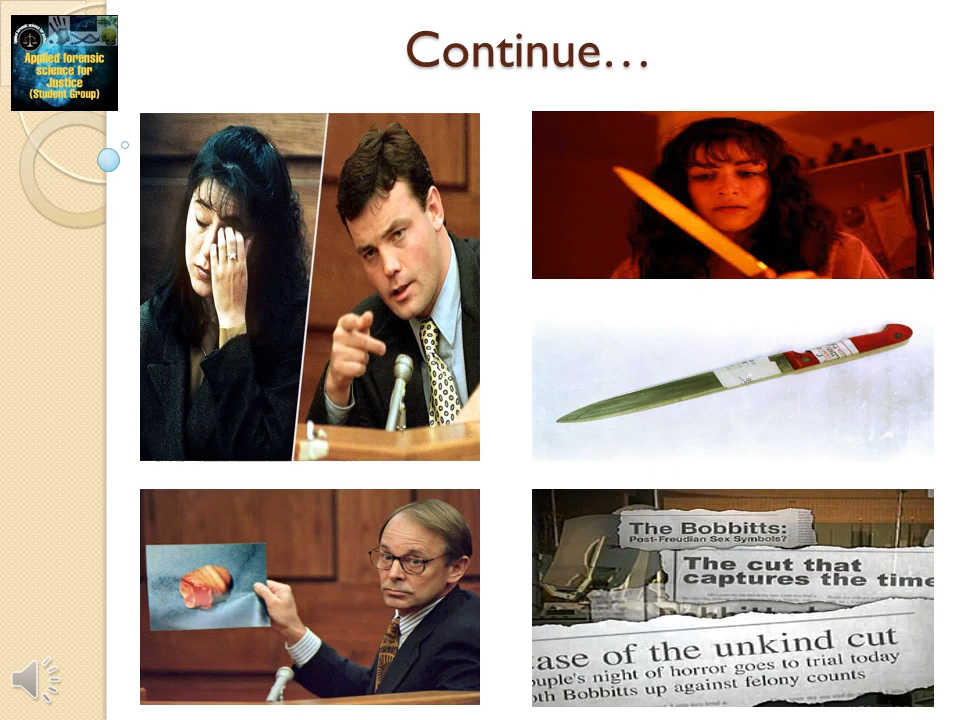 Applied forensic
science for
Justice
(Student Group)
Continue…
The Bobbitts:
Post-Freudian Sex Symbols?
The cut that
captures the time
ase of the unkind cut
ouple's night of horror goes to trial today
oth Bobbitts up against felony counts